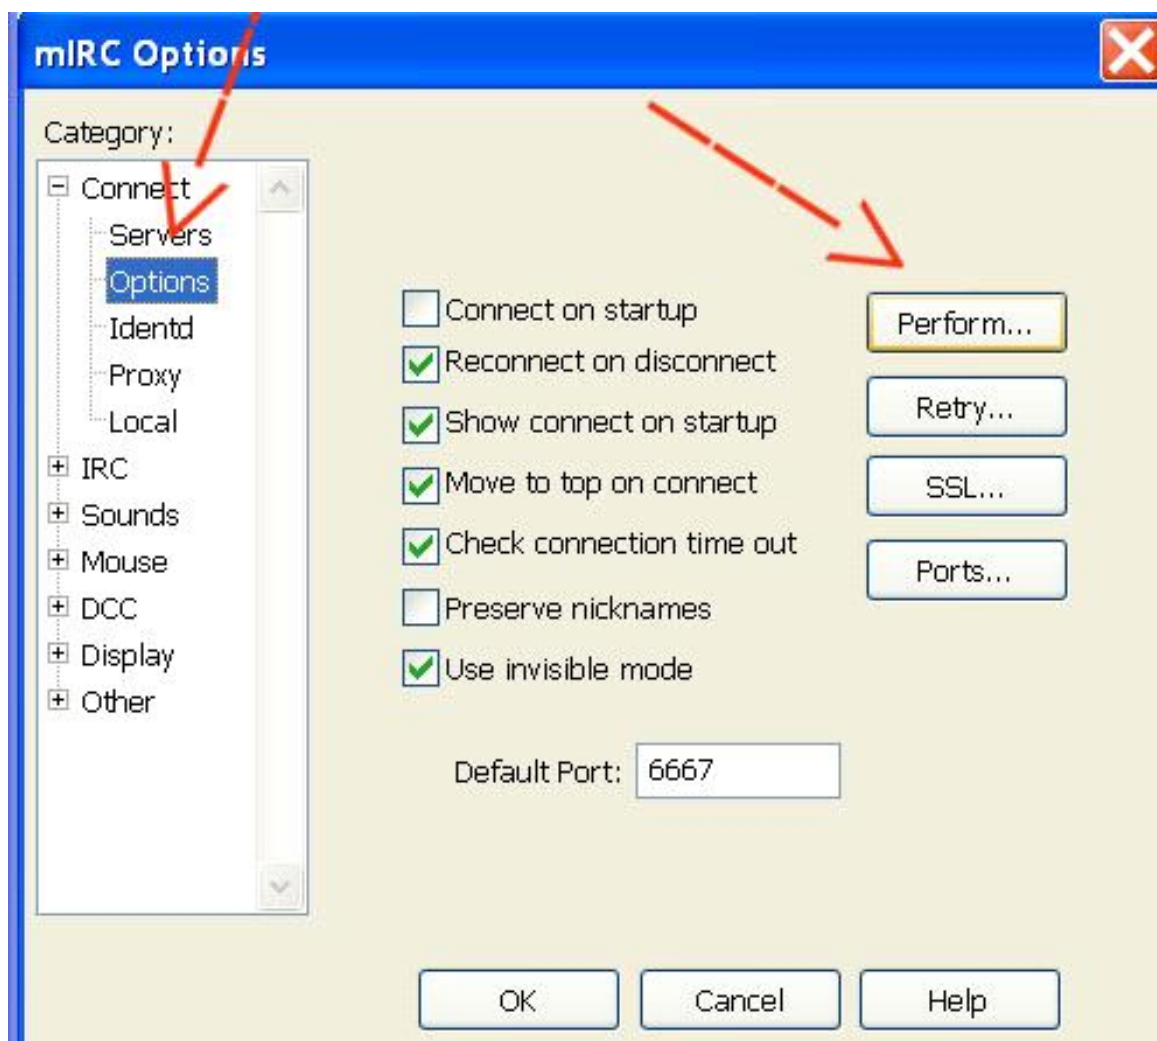 mIRC Options
Category:
Connect
Servers
Options
Identd
Proxy
Local
IRC
Sounds
Mouse
DCC
Display
Other
Connect on startup
Reconnect on disconnect
Show connect on startup
Move to top on connect
Check connection time out
Preserve nicknames
Use invisible mode
Default Port: 6667
Perform...
Retry...
SSL...
Ports...
OK
Cancel
Help